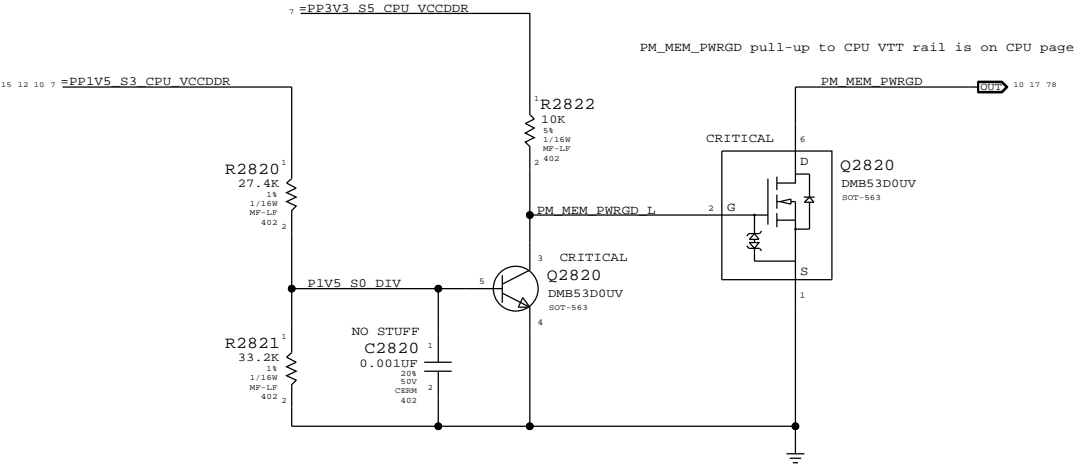 7 =PP3V3_S5_CPU_VCCDDR
PM_MEM_PWRGD pull-up to CPU VTT rail is on CPU page
15 12 10 7 =PP1V5_S3_CPU_VCCDDR
PM_MEM_PWRGD OUT 10 17 78
1
R2822
10K
5%
1/16W
MF-LF
402
2
CRITICAL
6
D
Q2820
DMB53D0UV
SOT-563
1
R2820
27.4K
1%
1/16W
MF-LF
402
2
PM_MEM_PWRGD_L
2 G
3 CRITICAL
Q2820
DMB53D0UV
SOT-563
S
1
P1V5_S0_DIV
5
4
NO STUFF
1
R2821
33.2K
1%
1/16W
MF-LF
402
2
C2820
1
0.001UF
20%
50V
CERM
402
2